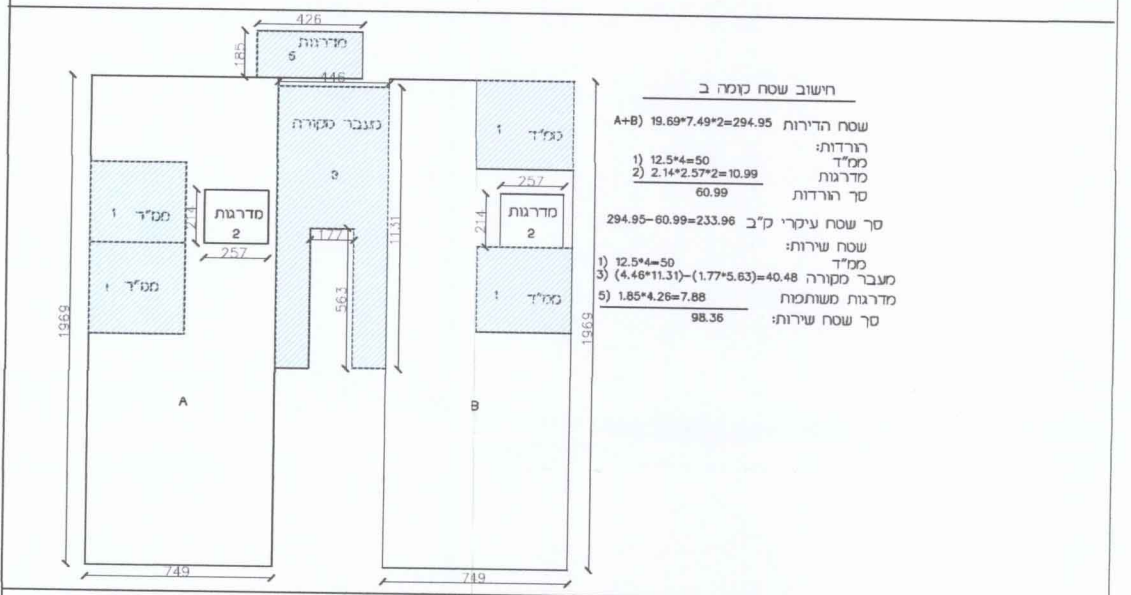 426
מדרגות
5
185
446
מעבר מקורה
3
1131
177
563
ממ"ד 1
ממ"ד 1
מדרגות
2
214
257
1969
A
749
ממ"ד 1
257
מדרגות
2
214
ממ"ד 1
1969
B
749
חישוב שטח קומה ב
שטח הדירות A+B) 19.69*7.49*2=294.95
הורדות:
ממ"ד 1) 12.5*4=50
מדרגות 2) 2.14*2.57*2=10.99
סך הורדות 60.99
סך שטח עיקרי ק"ב 294.95-60.99=233.96
שטח שירות:
ממ"ד 1) 12.5*4=50
מעבר מקורה 3) (4.46*11.31)-(1.77*5.63)=40.48
מדרגות משותפות 5) 1.85*4.26=7.88
סך שטח שירות: 98.36